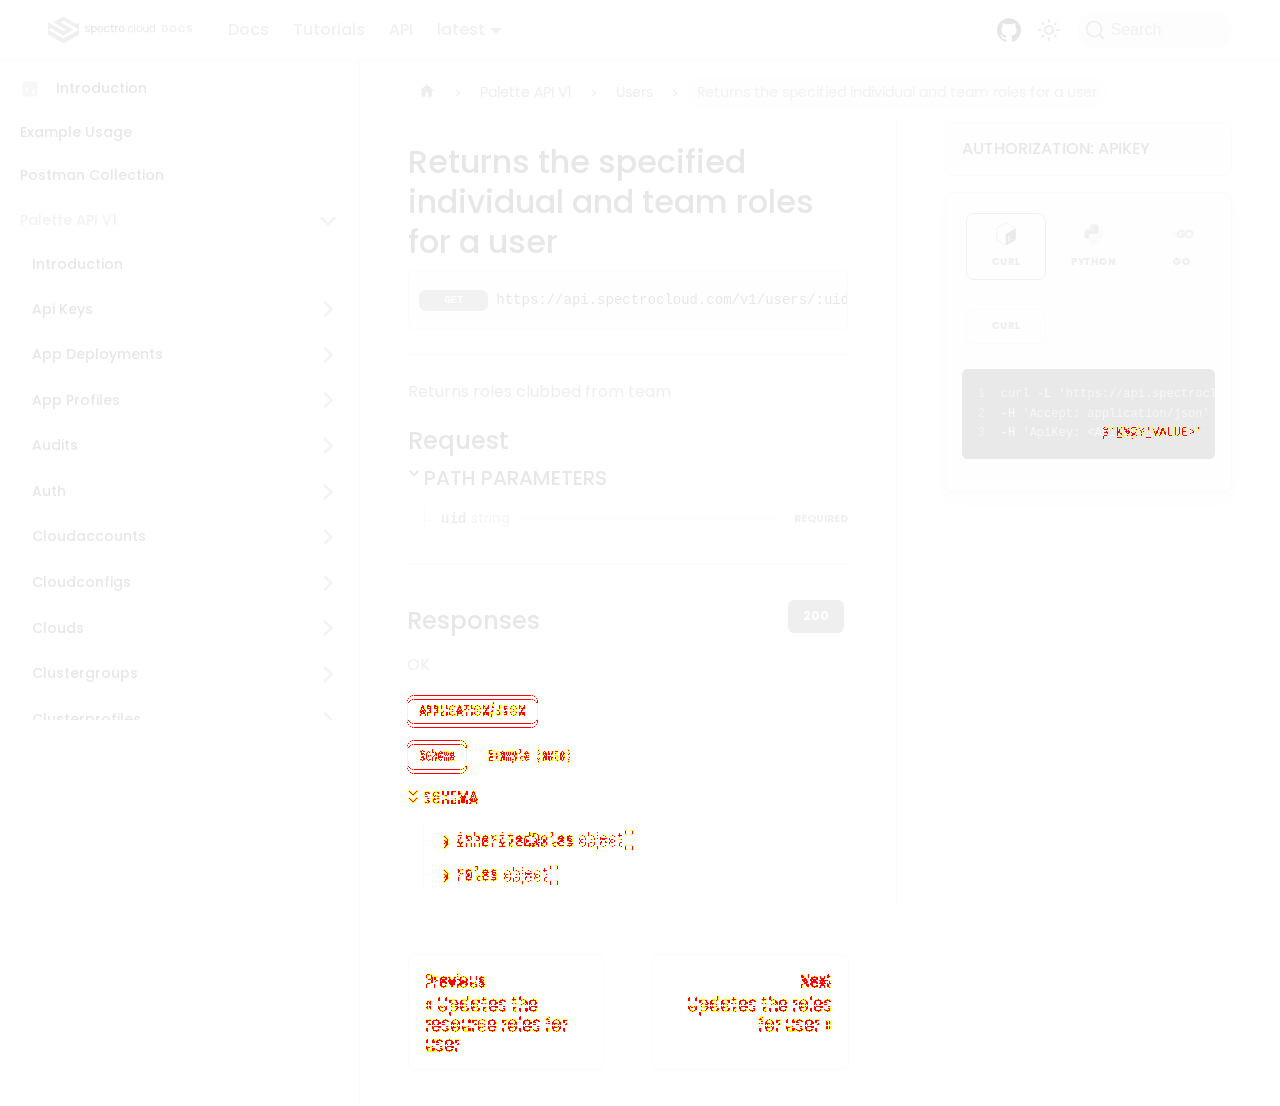 spectro cloud DOCS
Docs
Tutorials
API
latest
Search
Introduction
Example Usage
Postman Collection
Palette API V1
Introduction
Api Keys
App Deployments
App Profiles
Audits
Auth
Cloudaccounts
Cloudconfigs
Clouds
Clustergroups
Clusterprofiles
Palette API V1
Users
Returns the specified individual and team roles for a user
Returns the specified
individual and team roles
for a user
GET https://api.spectrocloud.com/v1/users/:uid
Returns roles clubbed from team
Request
PATH PARAMETERS
uid string REQUIRED
Responses
200
OK
APPLICATION/JSON
Schema Example (auto)
SCHEMA
inheritedRoles object[]
roles object[]
Previous
« Updates the
resource roles for
user
Next
Updates the roles
for user »
AUTHORIZATION: APIKEY
CURL
PYTHON
GO
GO
CURL
1 curl -L 'https://api.spectrocl
2 -H 'Accept: application/json'
3 -H 'ApiKey: VALUE>'